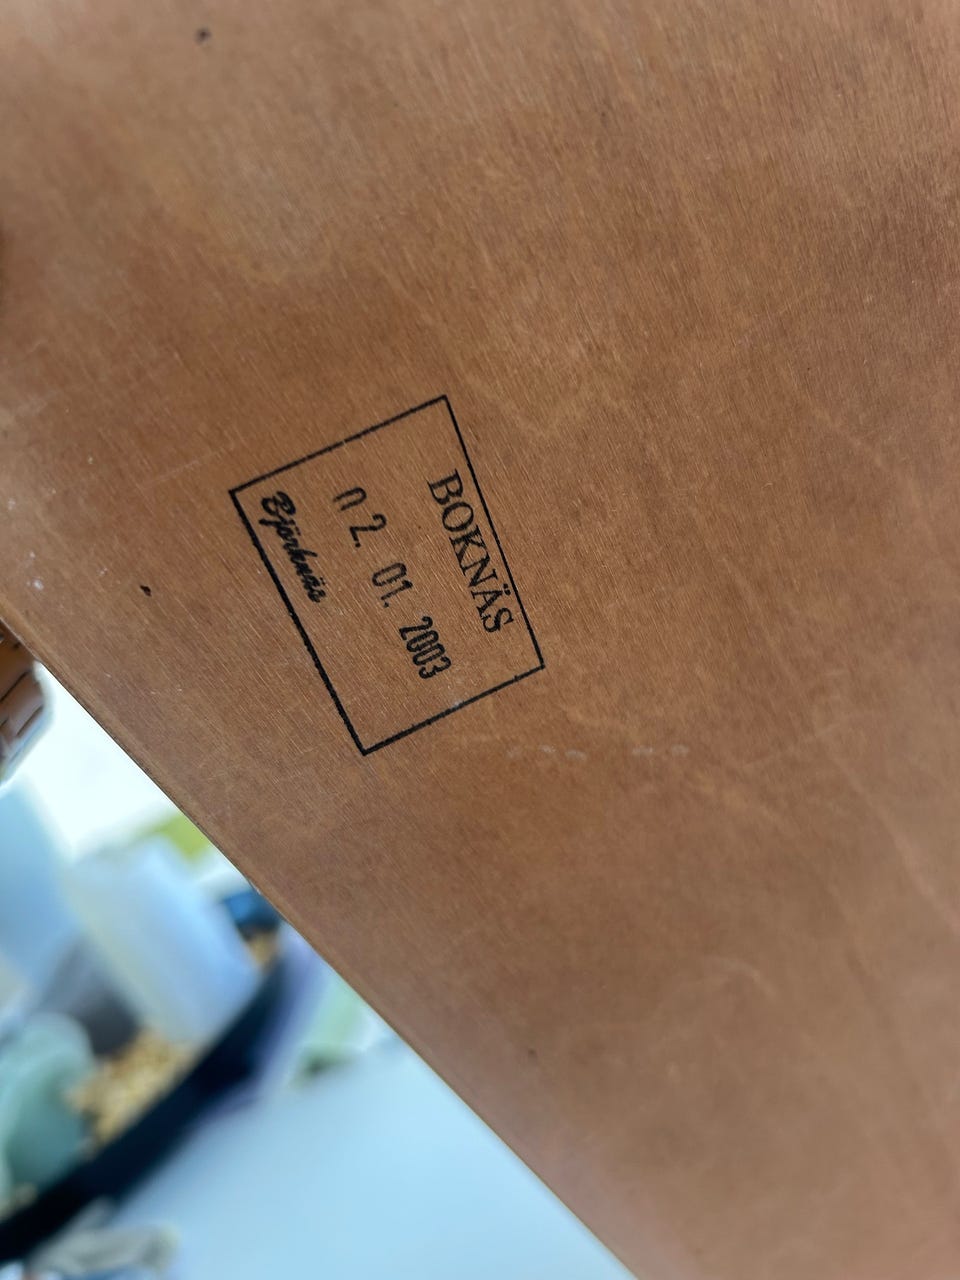 BOKNÄS
02. 01. 2003
Björknäs